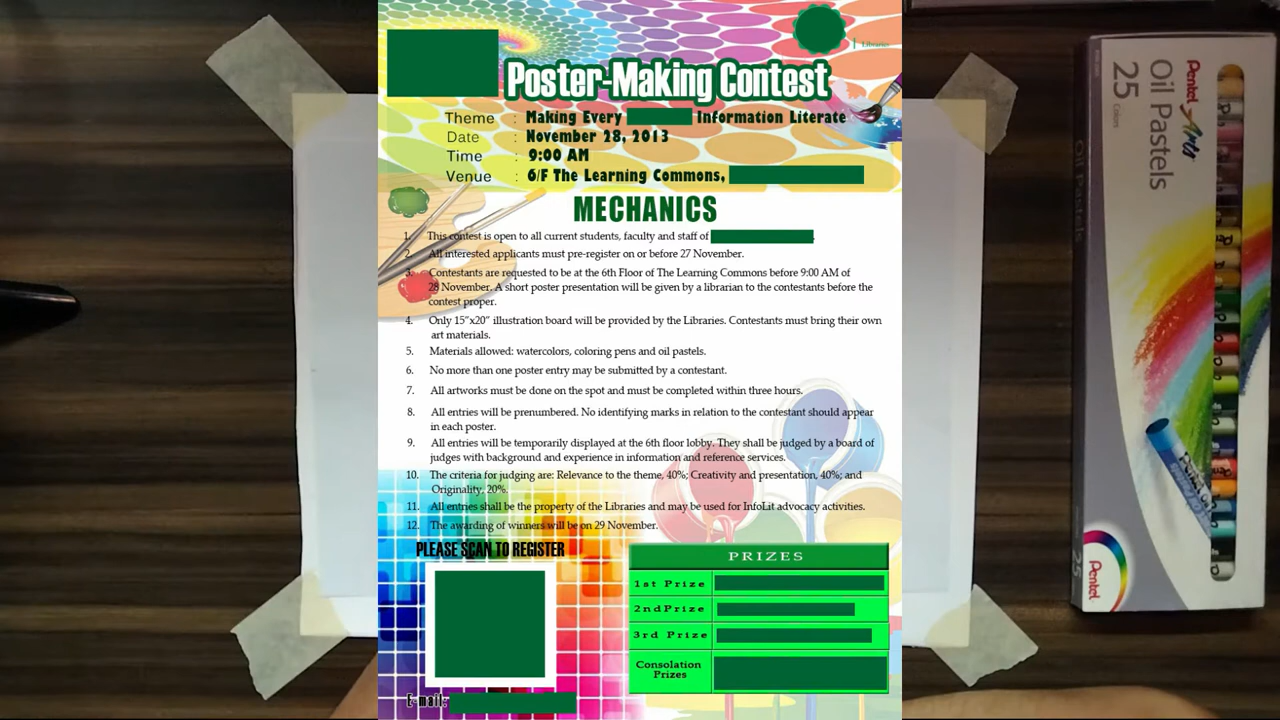 Libraries
Poster-Making Contest
Theme : Making Every Information Literate
Date : November 28, 2013
Time : 9:00 AM
Venue : 6/F The Learning Commons,
MECHANICS
1. This contest is open to all current students, faculty and staff of
2. All interested applicants must pre-register on or before 27 November.
3. Contestants are requested to be at the 6th Floor of The Learning Commons before 9:00 AM of
28 November. A short poster presentation will be given by a librarian to the contestants before the
contest proper.
4. Only 15"x20" illustration board will be provided by the Libraries. Contestants must bring their own
art materials.
5. Materials allowed: watercolors, coloring pens and oil pastels.
6. No more than one poster entry may be submitted by a contestant.
7. All artworks must be done on the spot and must be completed within three hours.
8. All entries will be prenumbered. No identifying marks in relation to the contestant should appear
in each poster.
9. All entries will be temporarily displayed at the 6th floor lobby. They shall be judged by a board of
judges with background and experience in information and reference services.
10. The criteria for judging are: Relevance to the theme, 40%; Creativity and presentation, 40%; and
Originality, 20%.
11. All entries shall be the property of the Libraries and may be used for InfoLit advocacy activities.
12. The awarding of winners will be on 29 November.
PLEASE SCAN TO REGISTER
E-mail:
PRIZES
1st Prize
2nd Prize
3rd Prize
Consolation
Prizes
Pentel Arts
Oil Pastels
25 Colors
Oil Pastels
Pentel
25